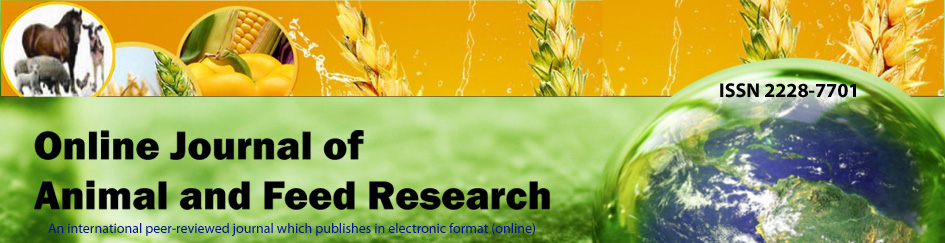 ISSN 2228-7701
Online Journal of
Animal and Feed Research
An international peer-reviewed journal which publishes in electronic format (online)